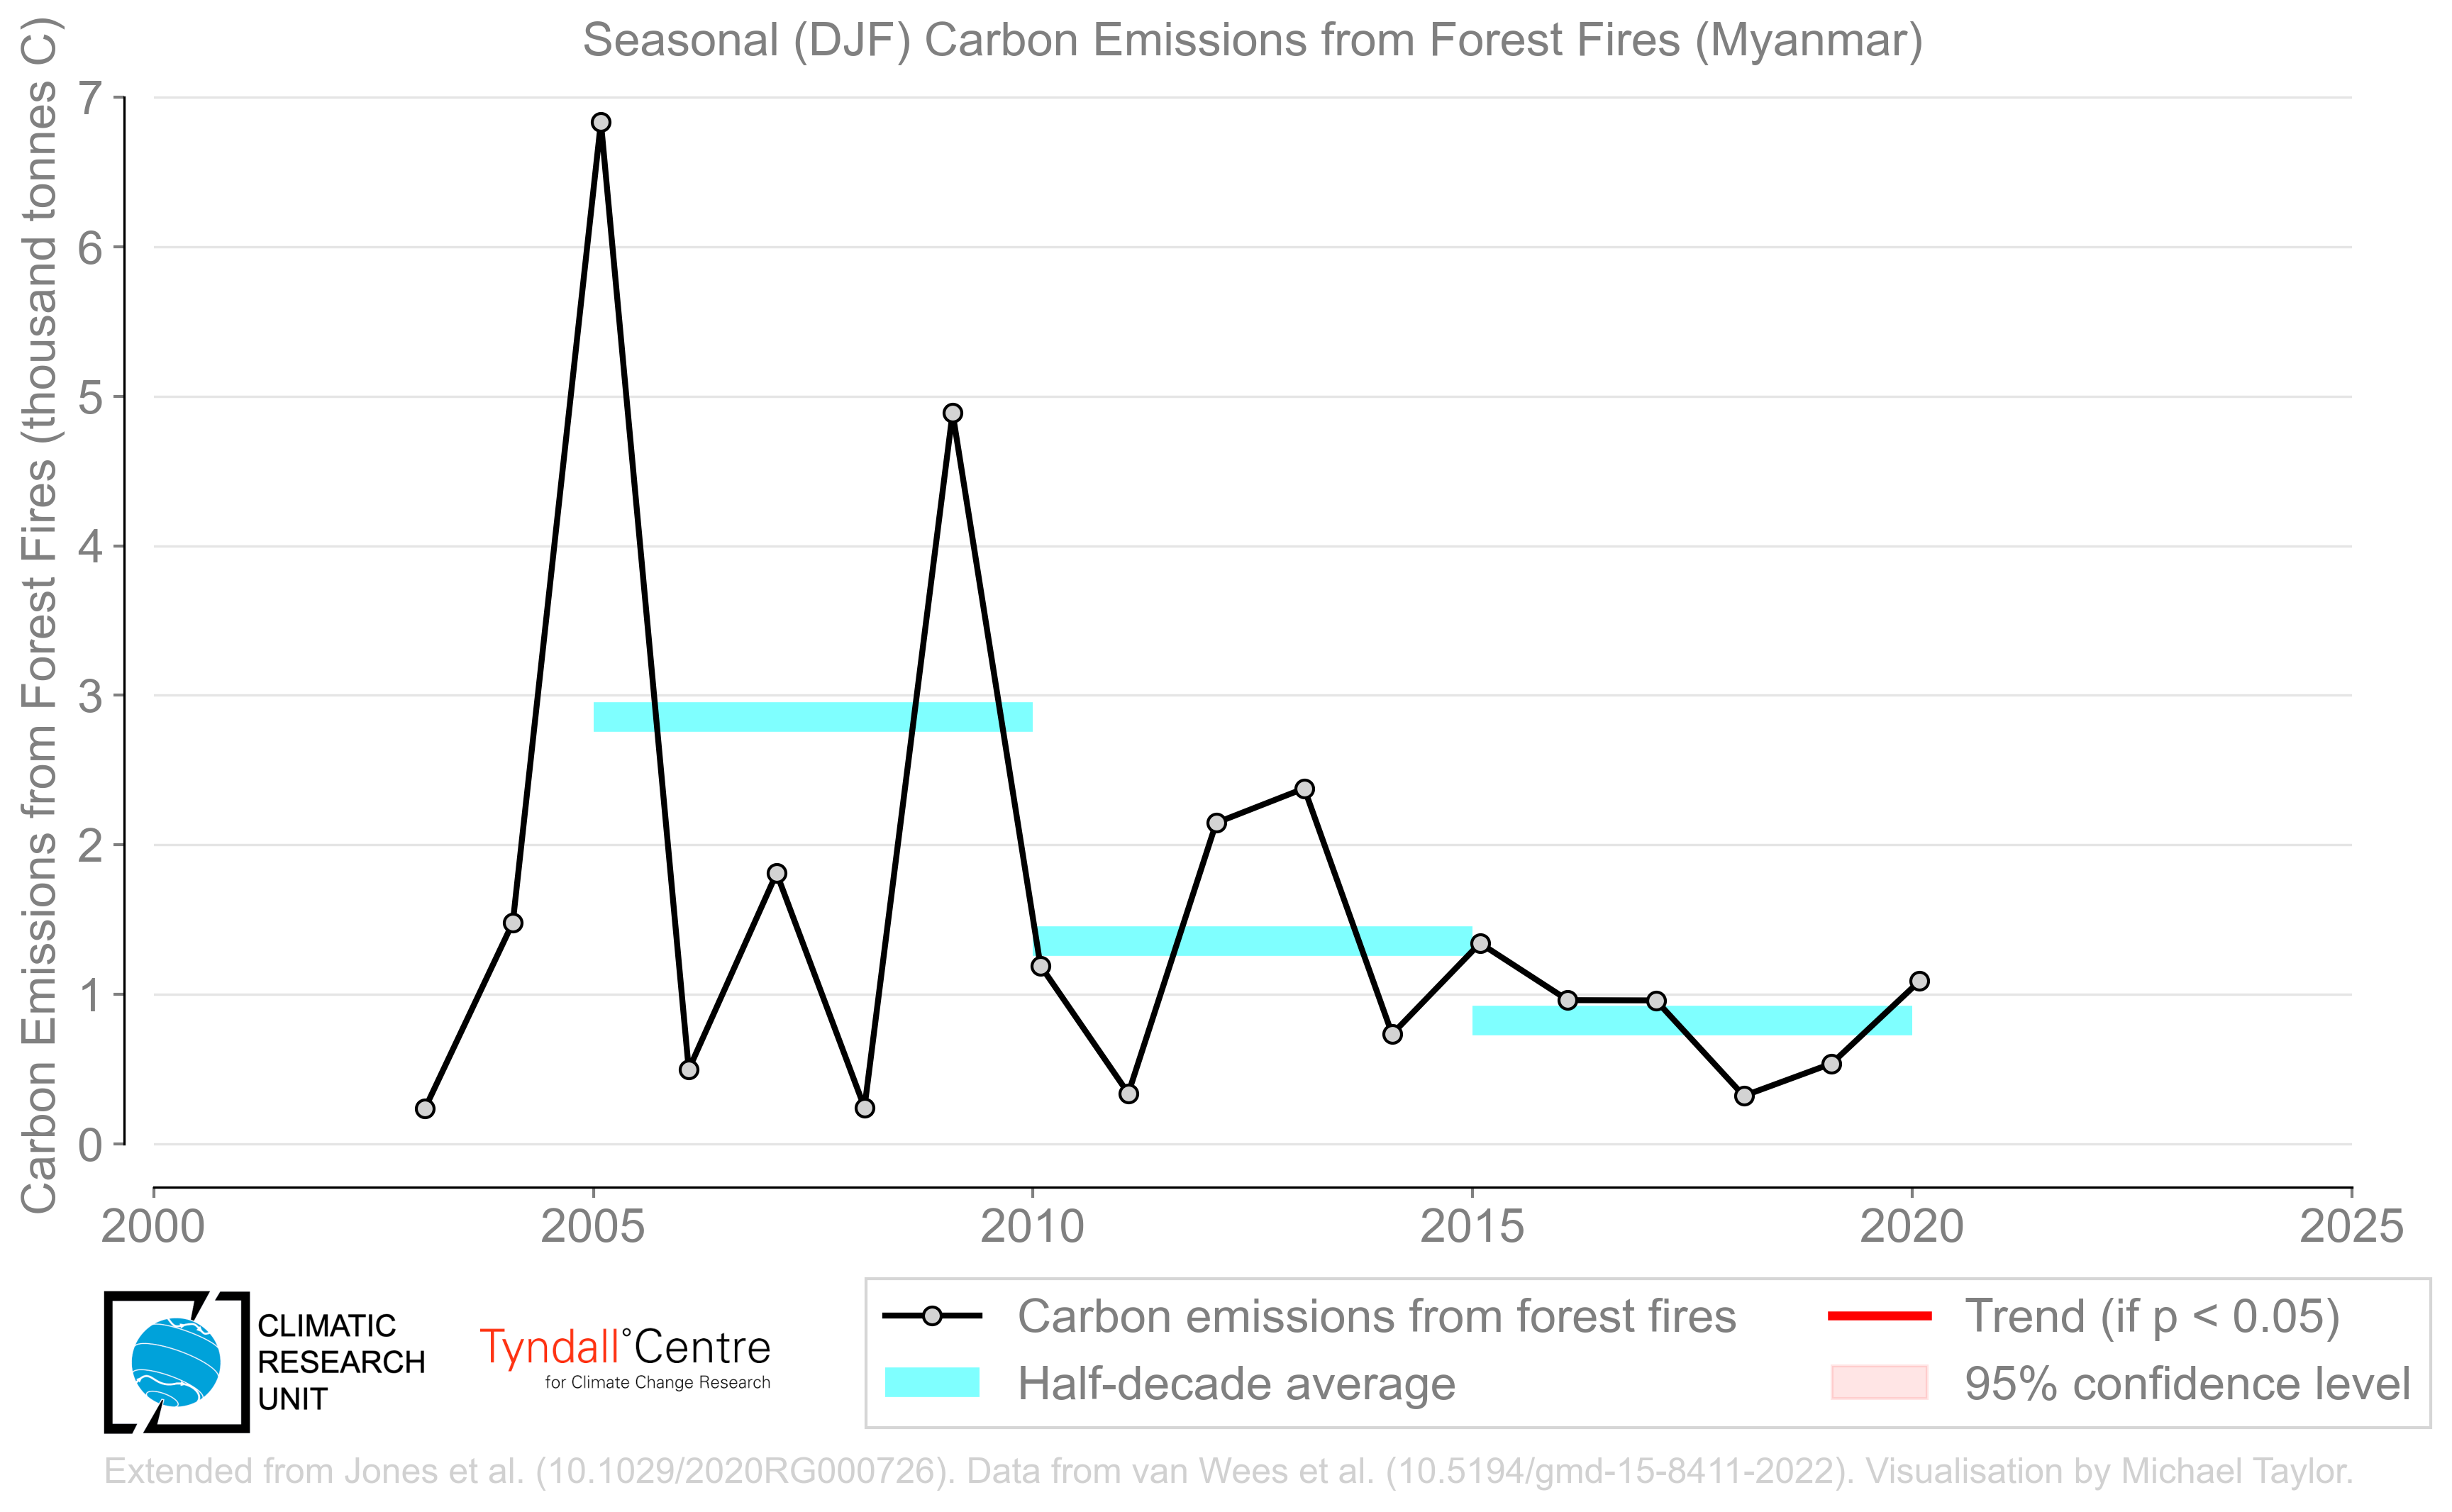 Seasonal (DJF) Carbon Emissions from Forest Fires (Myanmar)
Carbon Emissions from Forest Fires (thousand tonnes C)
7
6
5
4
3
2
1
0
2000
2005
2010
2015
2020
2025
CLIMATIC
RESEARCH
UNIT
Tyndall°Centre
for Climate Change Research
Carbon emissions from forest fires
Half-decade average
Trend (if p < 0.05)
95% confidence level
Extended from Jones et al. (10.1029/2020RG000726). Data from van Wees et al. (10.5194/gmd-15-8411-2022). Visualisation by Michael Taylor.